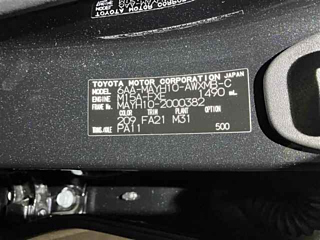 TOYOTA MOTOR CORPORATION JAPAN
MODEL 6AA-MAYH10-AWXMB-C
ENGINE M15A-FXE 1490 mL
FRAME No. MAYH10-2000382
COLOR TRIM PLANT
209 FA21 M31
TRANS./AXLE PA11 500